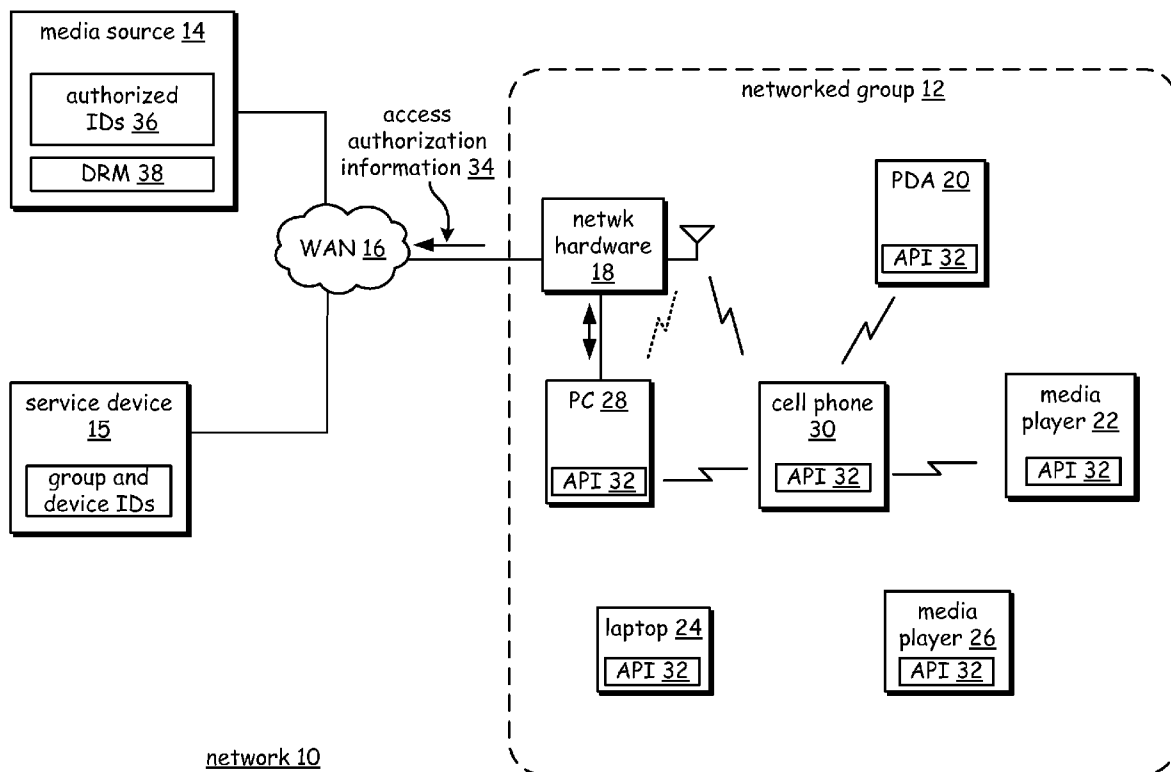 media source 14
authorized
IDs 36
DRM 38
access
authorization
information 34
WAN 16
service device
15
group and
device IDs
networked group 12
netwk
hardware
18
PDA 20
API 32
PC 28
API 32
cell phone
30
API 32
media
player 22
API 32
laptop 24
API 32
media
player 26
API 32
network 10